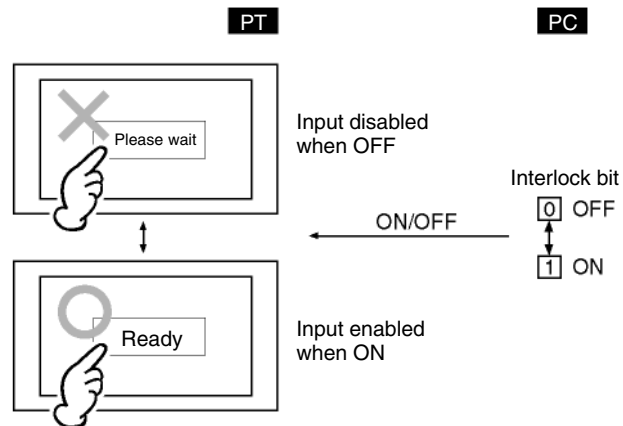 PT
PC
Please wait
Input disabled
when OFF
Interlock bit
0 OFF
ON/OFF
1 ON
Ready
Input enabled
when ON